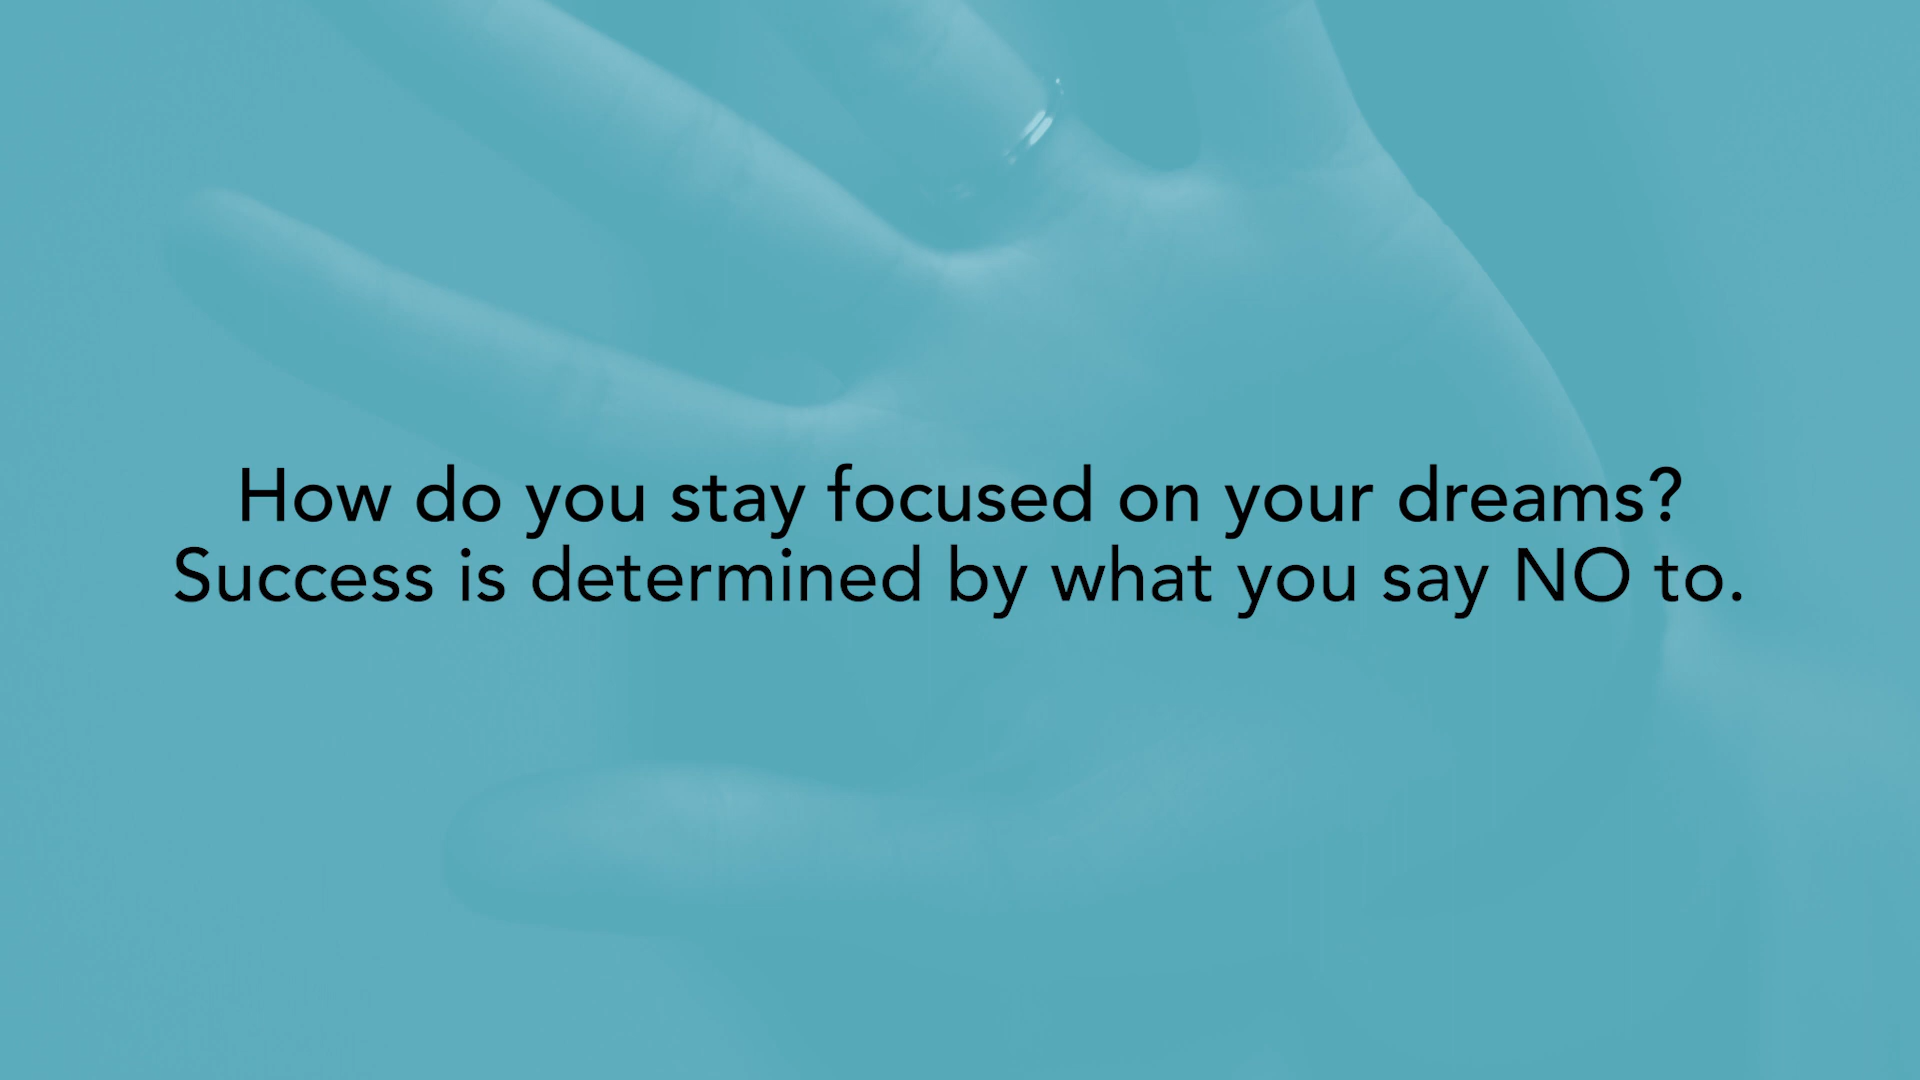 How do you stay focused on your dreams?
Success is determined by what you say NO to.